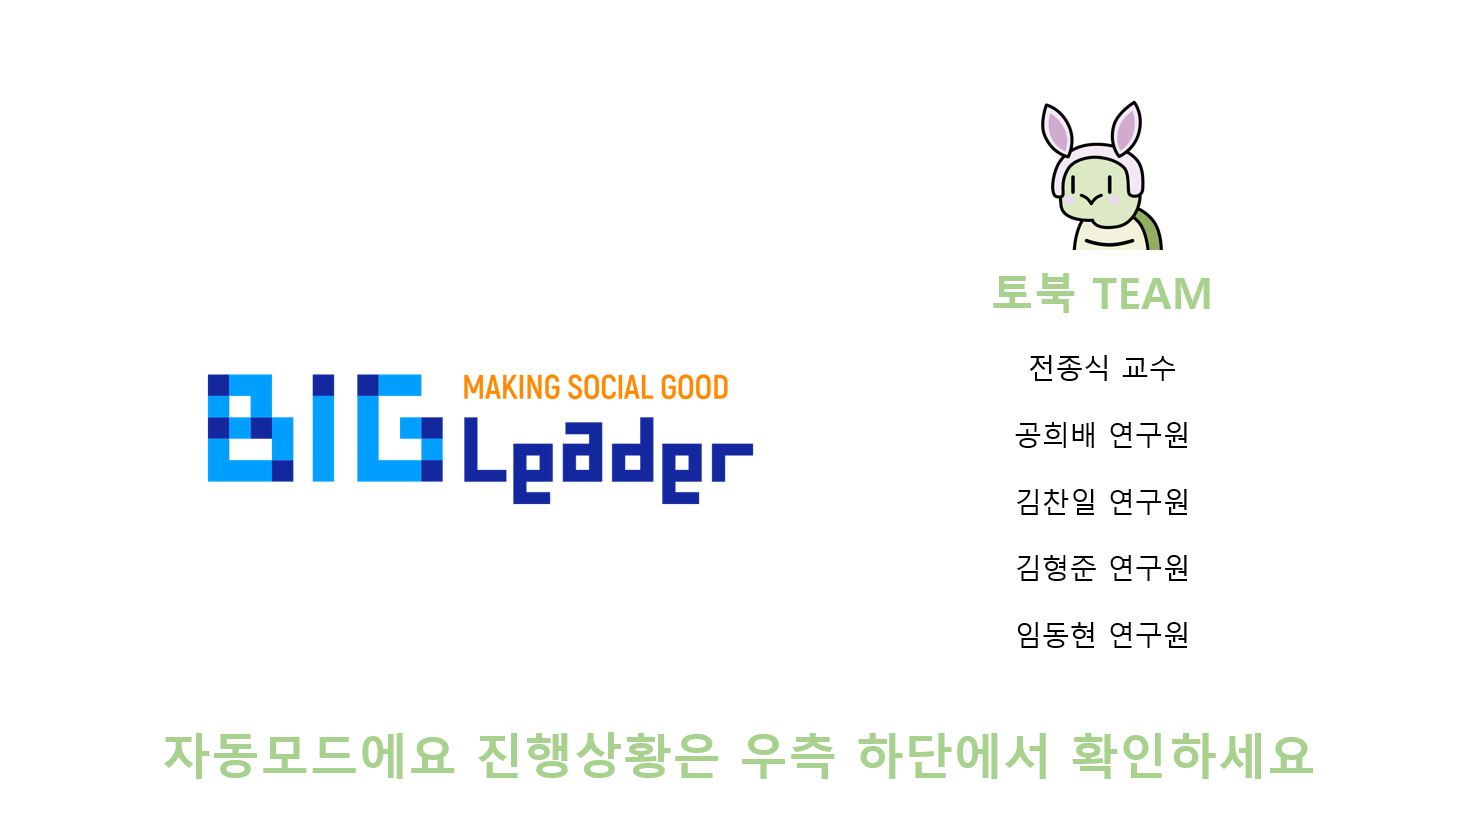 BIG
MAKING SOCIAL GOOD
Leader
토북 TEAM
전종식 교수
공희배 연구원
김찬일 연구원
김형준 연구원
임동현 연구원
자동모드에요 진행상황은 우측 하단에서 확인하세요